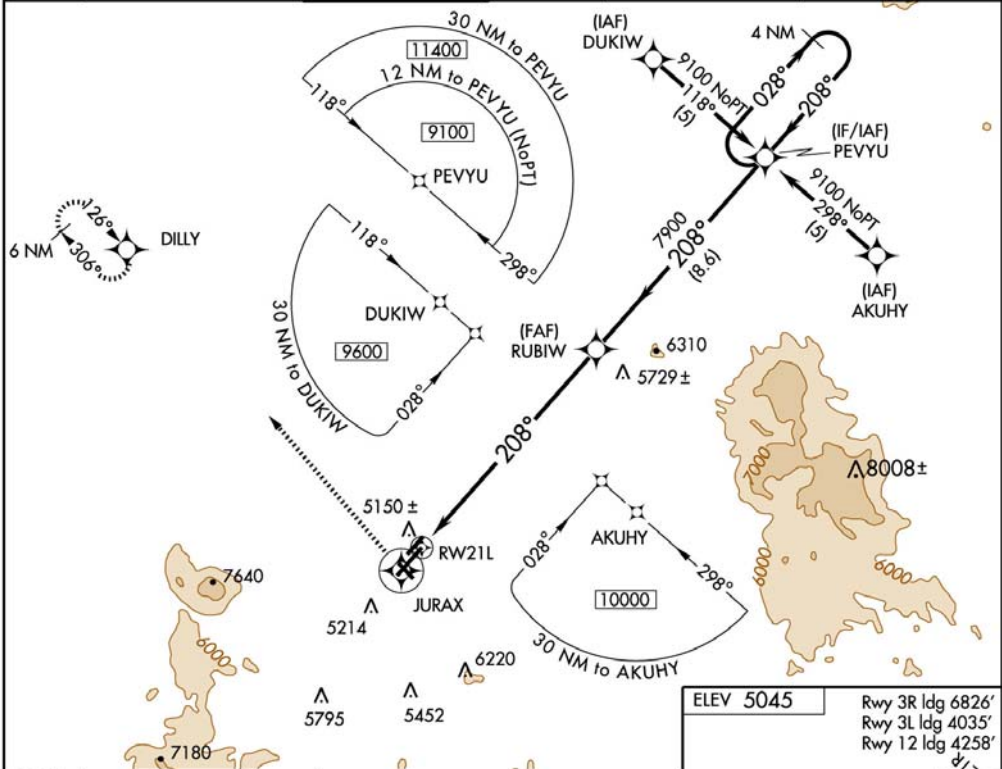 30 NM to PEVYU
11400
12 NM to PEVYU (NoPT)
9100
118°
PEVYU
298°
(IAF)
DUKIW
9100 NoPT
118°
(5)
4 NM
028°
208°
(IF/IAF)
PEVYU
9100 NoPT
298°
(5)
(IAF)
AKUHY
7900
208°
(8.6)
126°
6 NM
306°
DILLY
118°
DUKIW
9600
028°
30 NM to DUKIW
(FAF)
RUBIW
6310
5729 ±
208°
7000
8008±
5150 ±
RW21L
JURAX
5214
028°
AKUHY
298°
10000
30 NM to AKUHY
6000
6000
7640
6000
6220
5795
5452
7180
ELEV 5045
Rwy 3R ldg 6826'
Rwy 3L ldg 4035'
Rwy 12 ldg 4258'